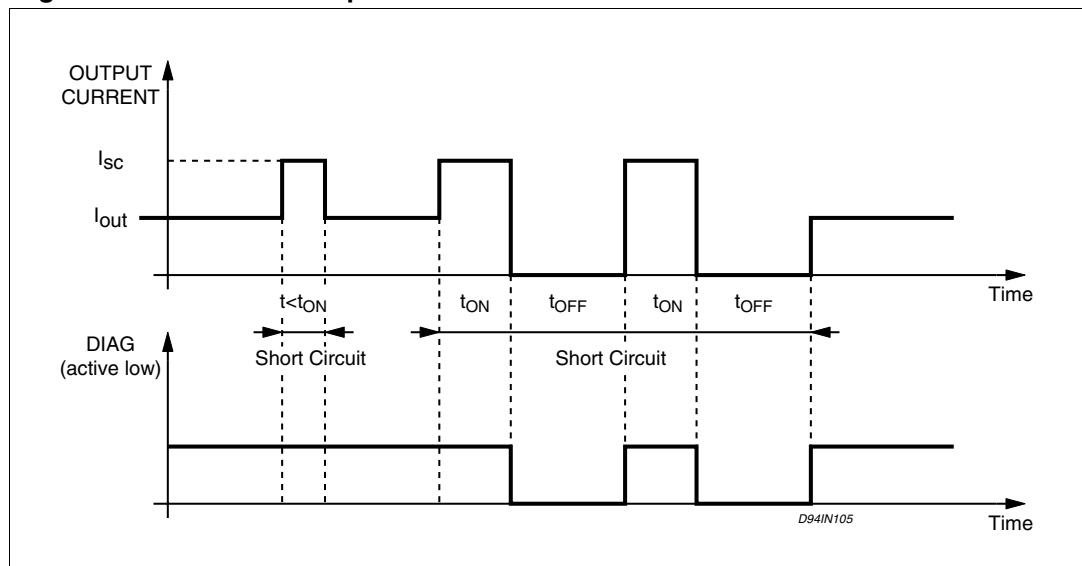 OUTPUT
CURRENT
Isc
Iout
t<tON
tON
tOFF
tON
tOFF
Time
Short Circuit
Short Circuit
DIAG
(active low)
D94IN105
Time